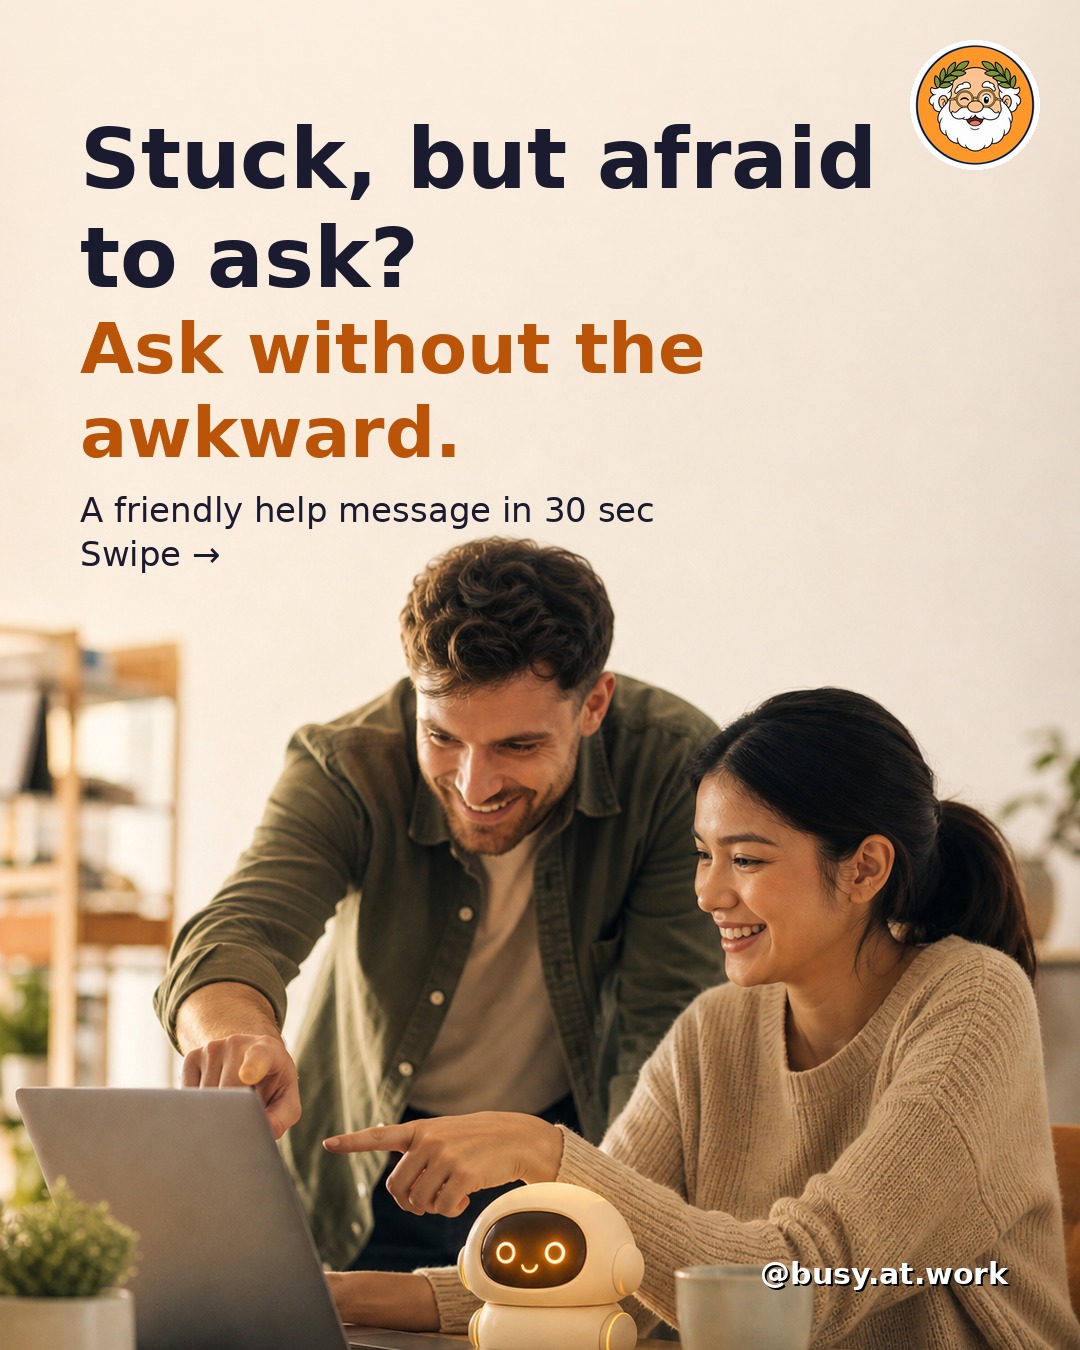 Stuck, but afraid
to ask?
Ask without the
awkward.
A friendly help message in 30 sec
Swipe →
@busy.at.work